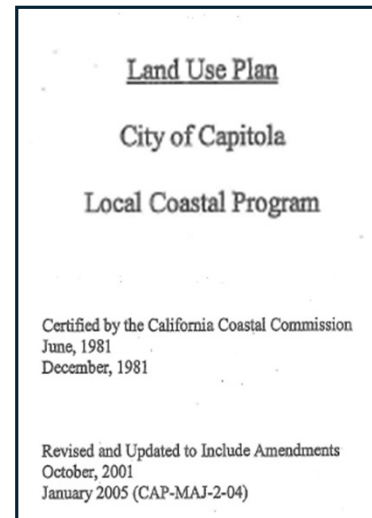 Land Use Plan
City of Capitola
Local Coastal Program
Certified by the California Coastal Commission
June, 1981
December, 1981
Revised and Updated to Include Amendments
October, 2001
January 2005 (CAP-MAJ-2-04)